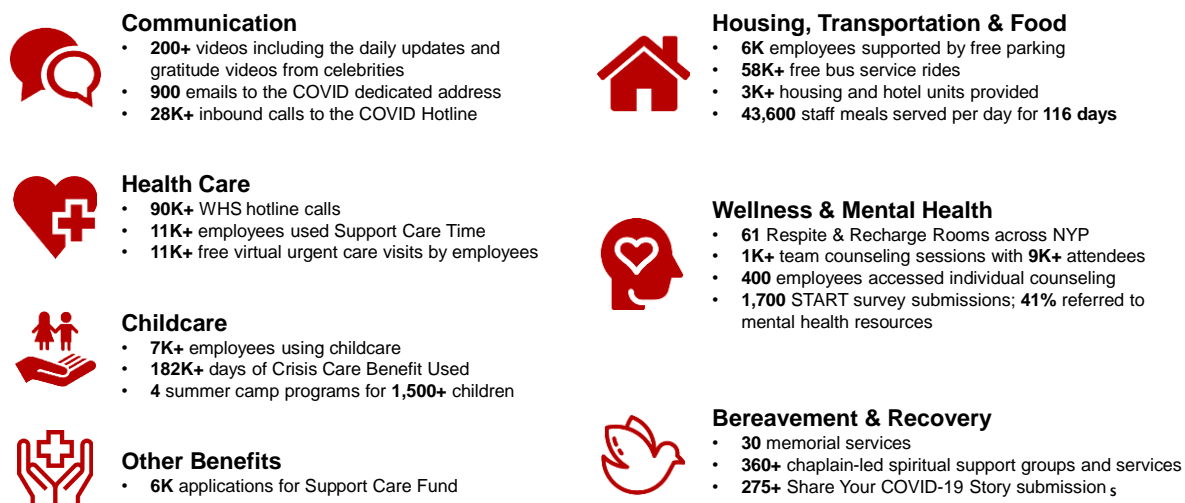 Communication
• 200+ videos including the daily updates and
gratitude videos from celebrities
• 900 emails to the COVID dedicated address
• 28K+ inbound calls to the COVID Hotline
Health Care
• 90K+ WHS hotline calls
• 11K+ employees used Support Care Time
• 11K+ free virtual urgent care visits by employees
Childcare
• 7K+ employees using childcare
• 182K+ days of Crisis Care Benefit Used
• 4 summer camp programs for 1,500+ children
Other Benefits
• 6K applications for Support Care Fund
Housing, Transportation & Food
• 6K employees supported by free parking
• 58K+ free bus service rides
• 3K+ housing and hotel units provided
• 43,600 staff meals served per day for 116 days
Wellness & Mental Health
• 61 Respite & Recharge Rooms across NYP
• 1K+ team counseling sessions with 9K+ attendees
• 400 employees accessed individual counseling
• 1,700 START survey submissions; 41% referred to
mental health resources
Bereavement & Recovery
• 30 memorial services
• 360+ chaplain-led spiritual support groups and services
• 275+ Share Your COVID-19 Story submissions